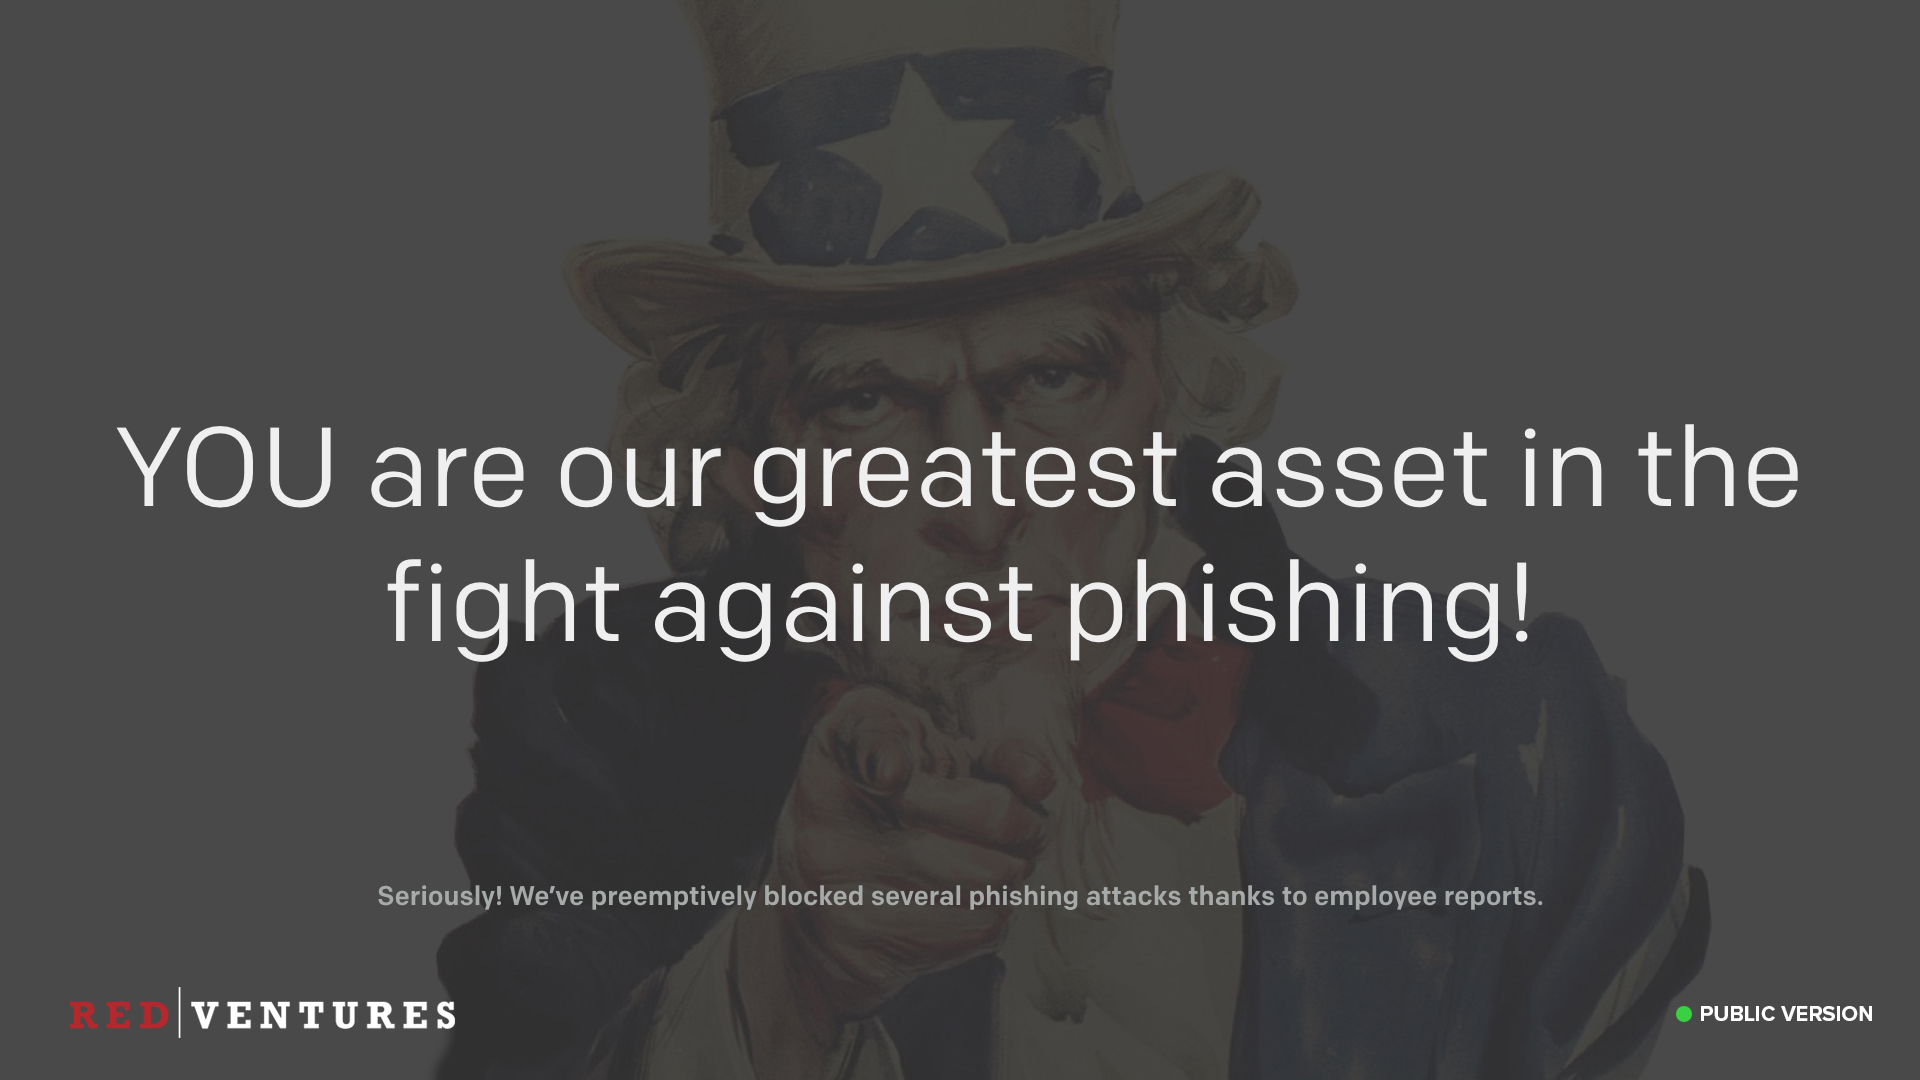 YOU are our greatest asset in the
fight against phishing!
Seriously! We’ve preemptively blocked several phishing attacks thanks to employee reports.
RED VENTURES
PUBLIC VERSION